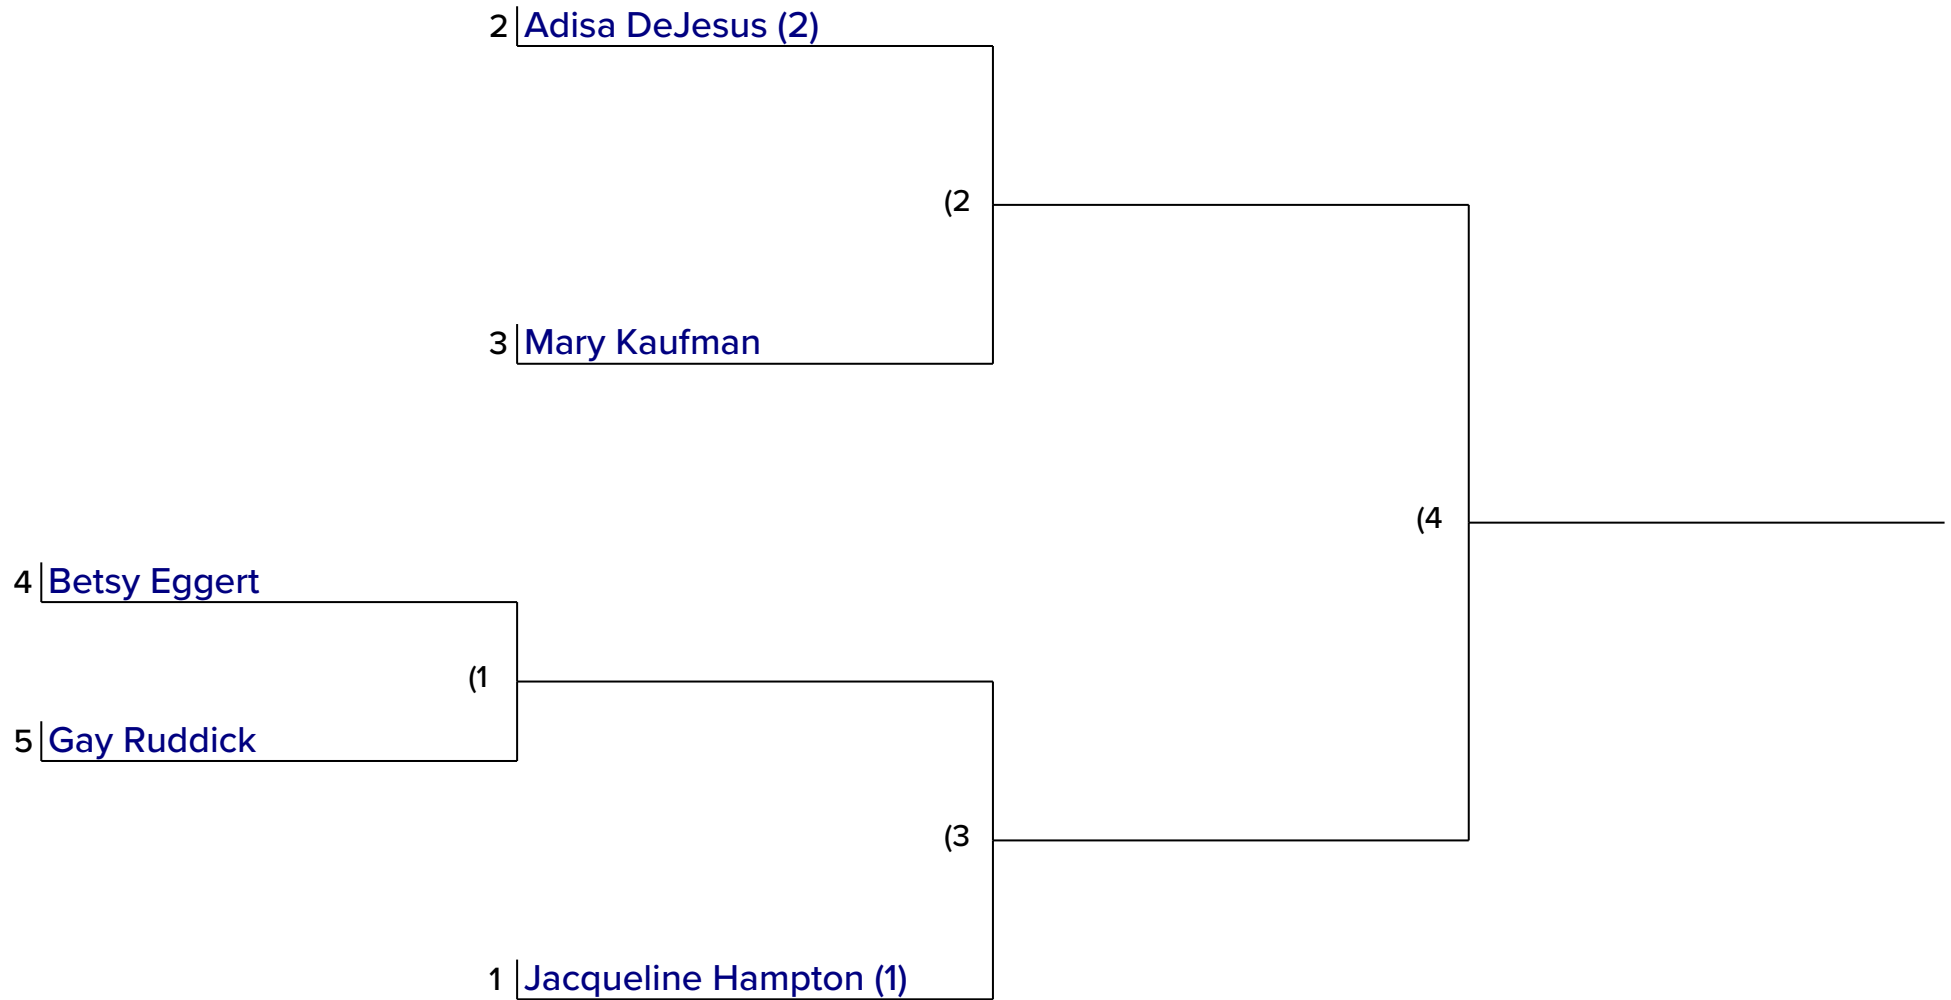 2 Adisa DeJesus (2)
(2
3 Mary Kaufman
(4
4 Betsy Eggert
(1
5 Gay Ruddick
(3
1 Jacqueline Hampton (1)